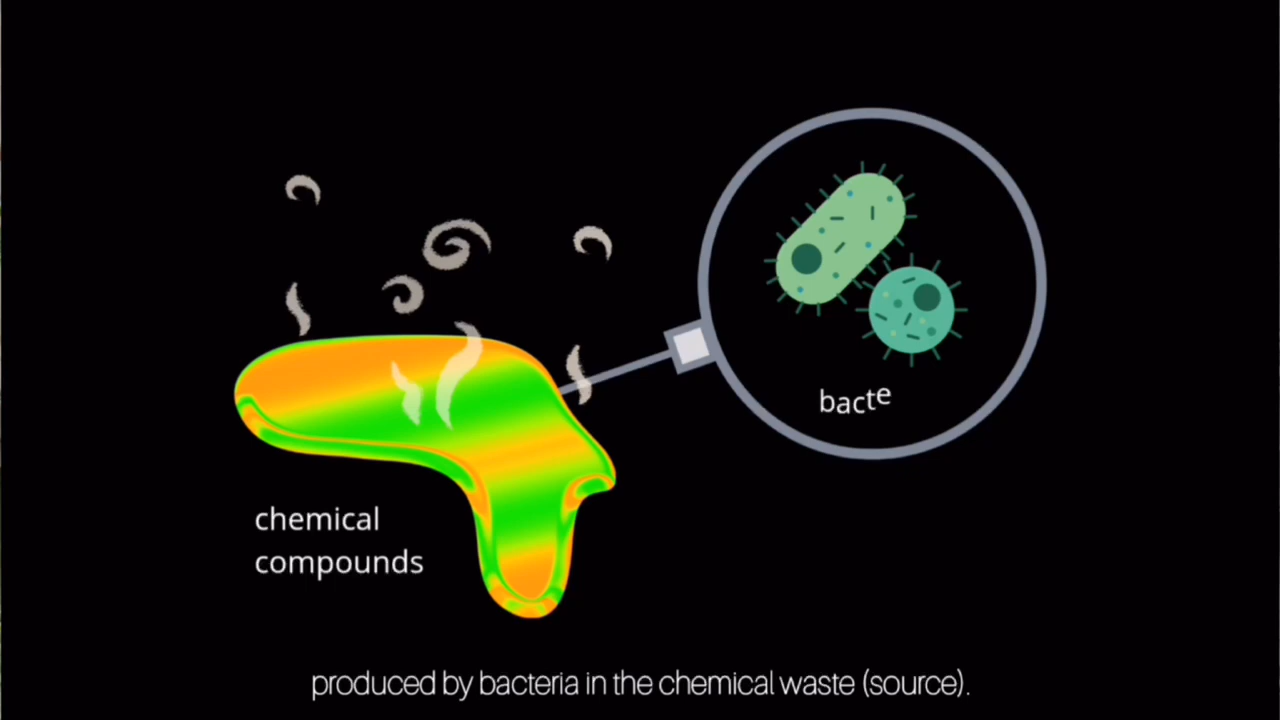 bacte
chemical
compounds
produced by bacteria in the chemical waste (source).